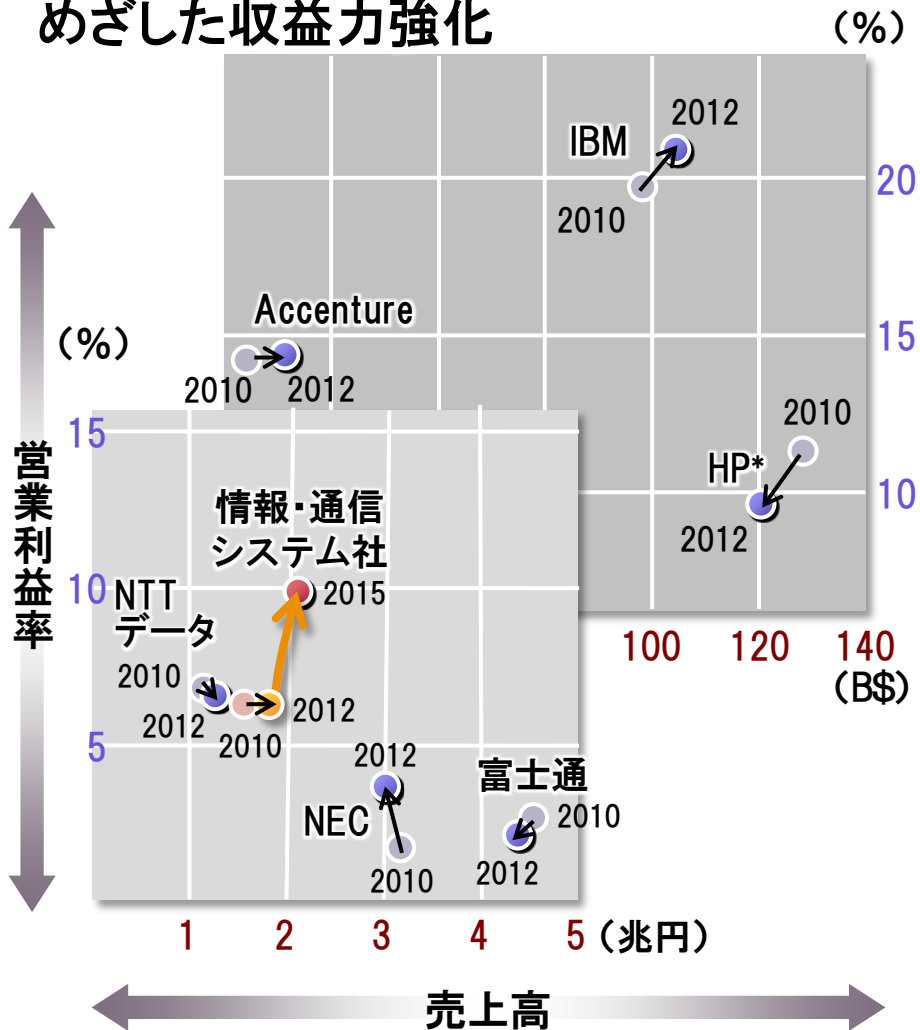 めざした収益力強化
（%）
2012
IBM
20
2010
Accenture
（%）
15
2010
2012
2010
15
HP*
10
2012
営業利益率
情報・通信
システム社
10
2015
NTT
データ
100
120
140
（B$）
2010
2012
2010
2012
5
2012
富士通
NEC
2010
2010
2012
1
2
3
4
5
（兆円）
売上高